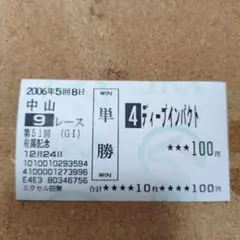 2006年5回8日
中山
9 レース
第51回 (GⅠ)
有馬記念
12月24日
1010010293594
4100001273996
E4E3 80346756
エクセル田無
WIN
単勝
WIN
4 ディープインパクト
☆☆☆100円
合計☆☆☆☆10枚☆☆☆☆☆100円